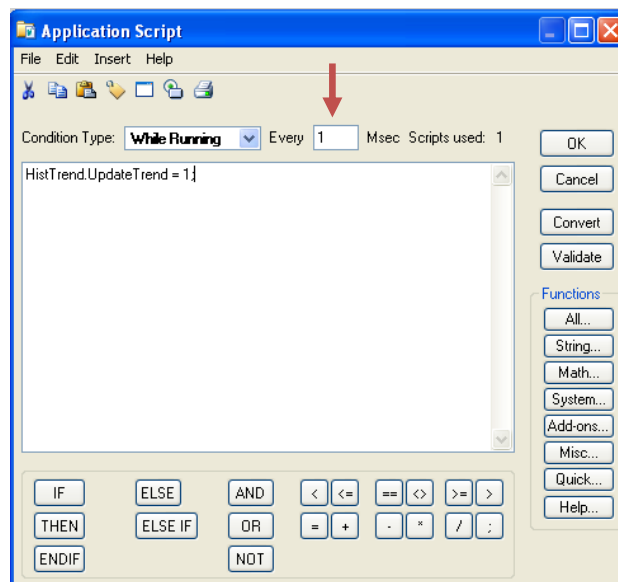 Application Script
File Edit Insert Help
Condition Type: While Running Every 1 Msec Scripts used: 1
HistTrend.UpdateTrend = 1;
OK
Cancel
Convert
Validate
Functions
All...
String...
Math...
System...
Add-ons...
Misc...
Quick...
Help...
IF ELSE AND < <= == <> >= >
THEN ELSE IF OR = + - * / ;
ENDIF NOT